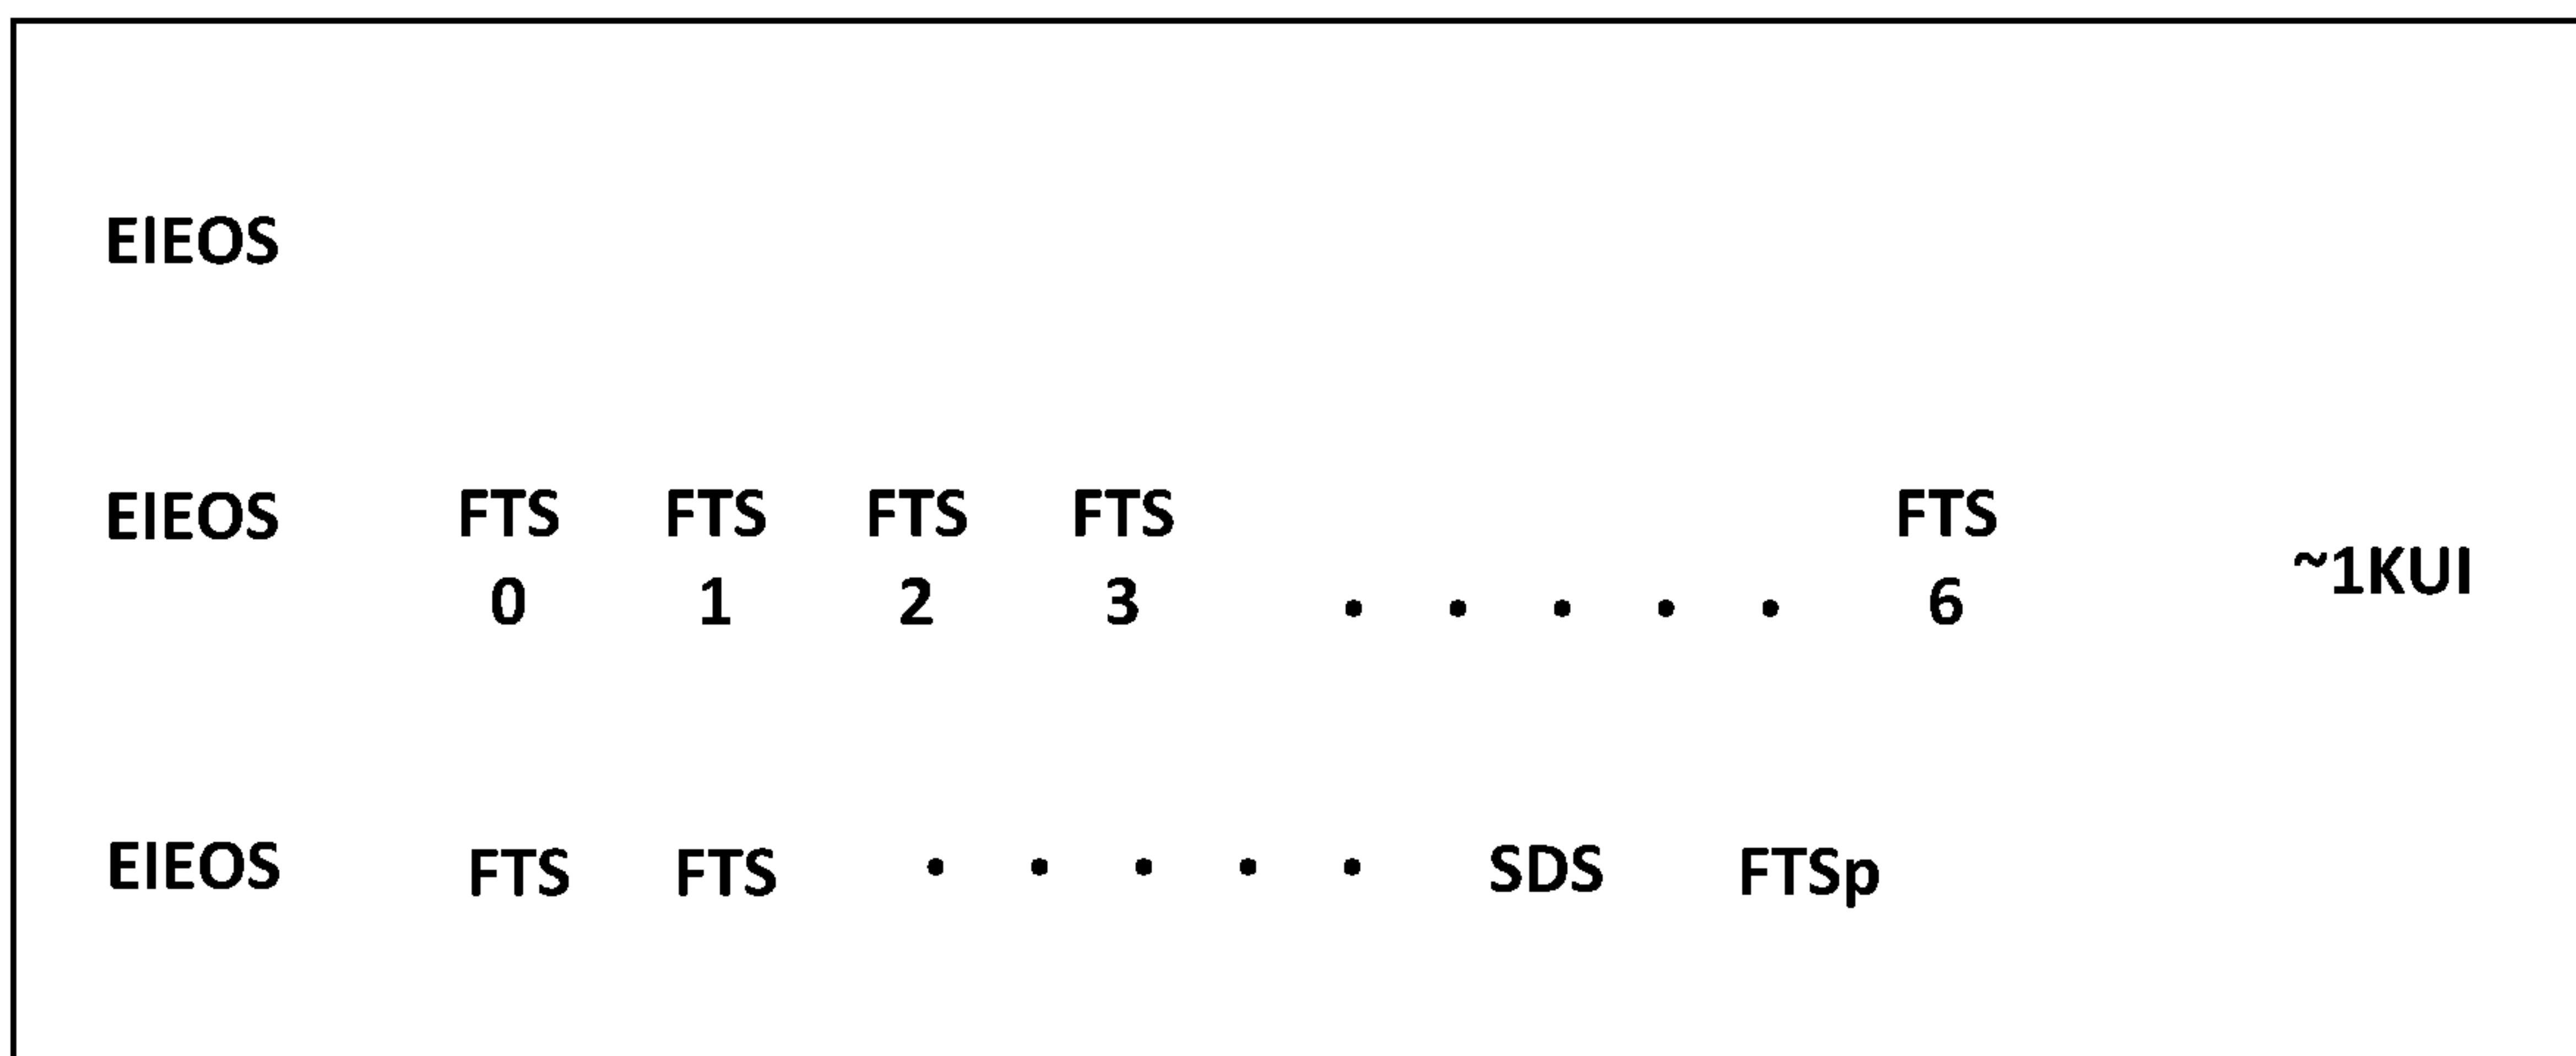 EIEOS
EIEOS FTS FTS FTS FTS FTS
0 1 2 3 . . . . . 6 ~1KUI
EIEOS FTS FTS . . . . . SDS FTSp